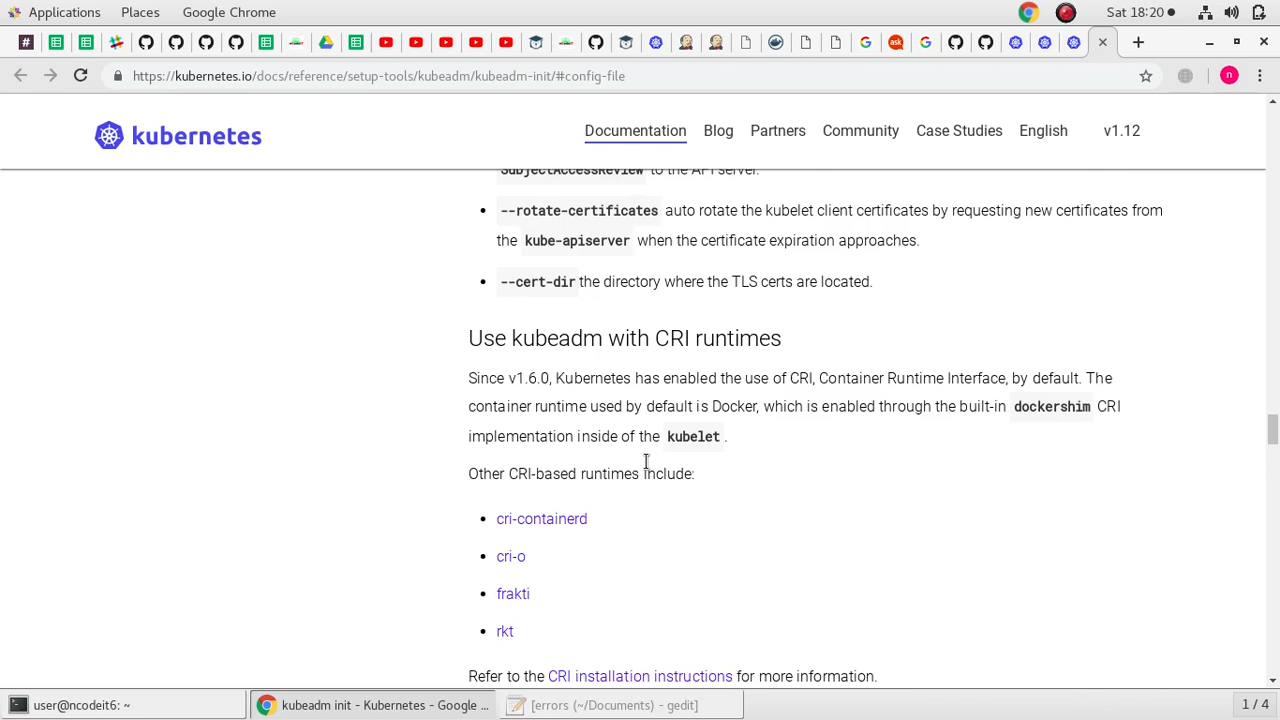 Applications Places Google Chrome Sat 18:20
https://kubernetes.io/docs/reference/setup-tools/kubeadm/kubeadm-init/#config-file n
kubernetes Documentation Blog Partners Community Case Studies English v1.12
SubjectAccessReview to the API server.
--rotate-certificates auto rotate the kubelet client certificates by requesting new certificates from
the kube-apiserver when the certificate expiration approaches.
--cert-dir the directory where the TLS certs are located.
Use kubeadm with CRI runtimes
Since v1.6.0, Kubernetes has enabled the use of CRI, Container Runtime Interface, by default. The
container runtime used by default is Docker, which is enabled through the built-in dockershim CRI
implementation inside of the kubelet .
Other CRI-based runtimes include:
cri-containerd
cri-o
frakti
rkt
Refer to the CRI installation instructions for more information.
user@ncodeit6: ~ kubeadm init - Kubernetes - Google ... [errors (~/Documents) - gedit] 1 / 4